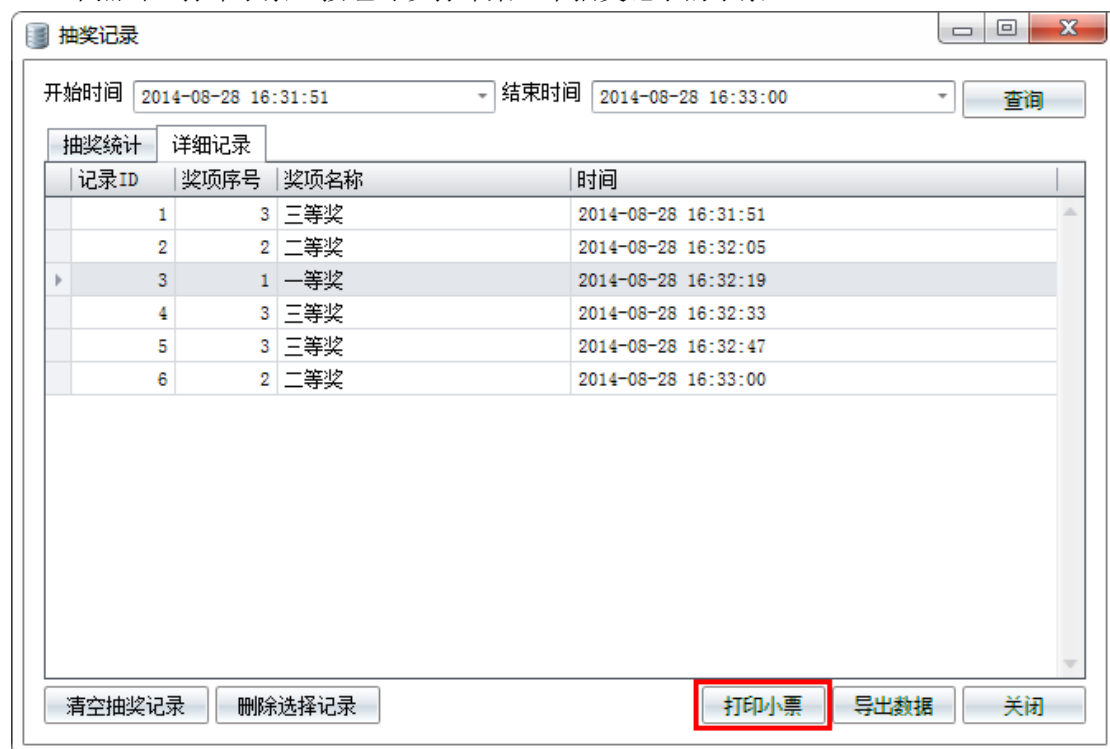 抽奖记录
开始时间 2014-08-28 16:31:51 结束时间 2014-08-28 16:33:00 查询
抽奖统计 详细记录
记录ID 奖项序号 奖项名称 时间
1 3 三等奖 2014-08-28 16:31:51
2 2 二等奖 2014-08-28 16:32:05
3 1 一等奖 2014-08-28 16:32:19
4 3 三等奖 2014-08-28 16:32:33
5 3 三等奖 2014-08-28 16:32:47
6 2 二等奖 2014-08-28 16:33:00
清空抽奖记录 删除选择记录 打印小票 导出数据 关闭